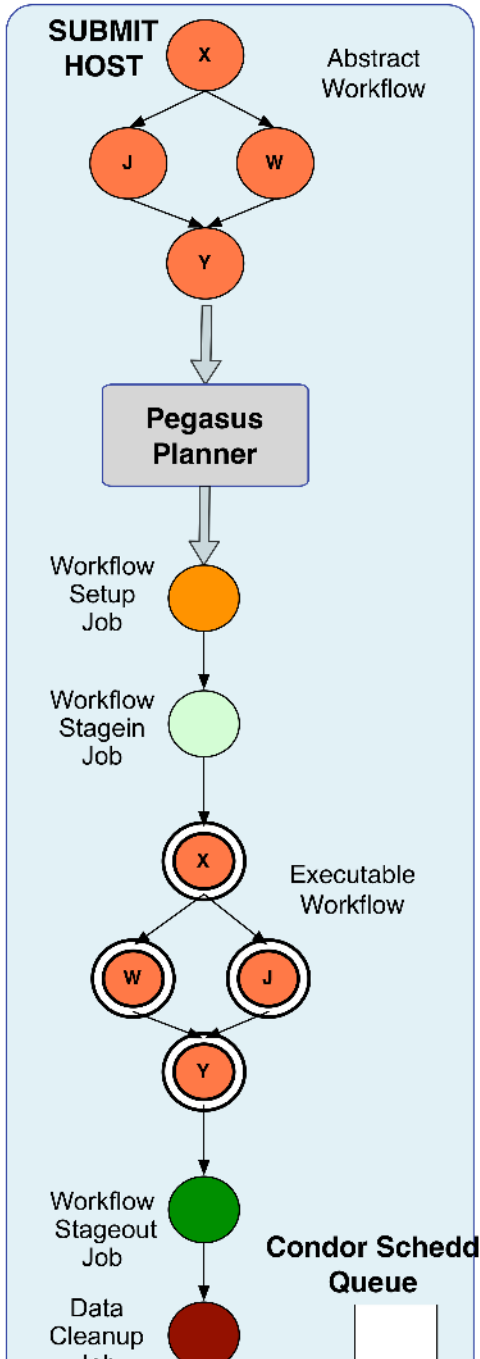 SUBMIT
HOST
X
Abstract
Workflow
J
W
Y
Pegasus
Planner
Workflow
Setup
Job
Workflow
Stagein
Job
X
Executable
Workflow
W
J
Y
Workflow
Stageout
Job
Condor Schedd
Queue
Data
Cleanup